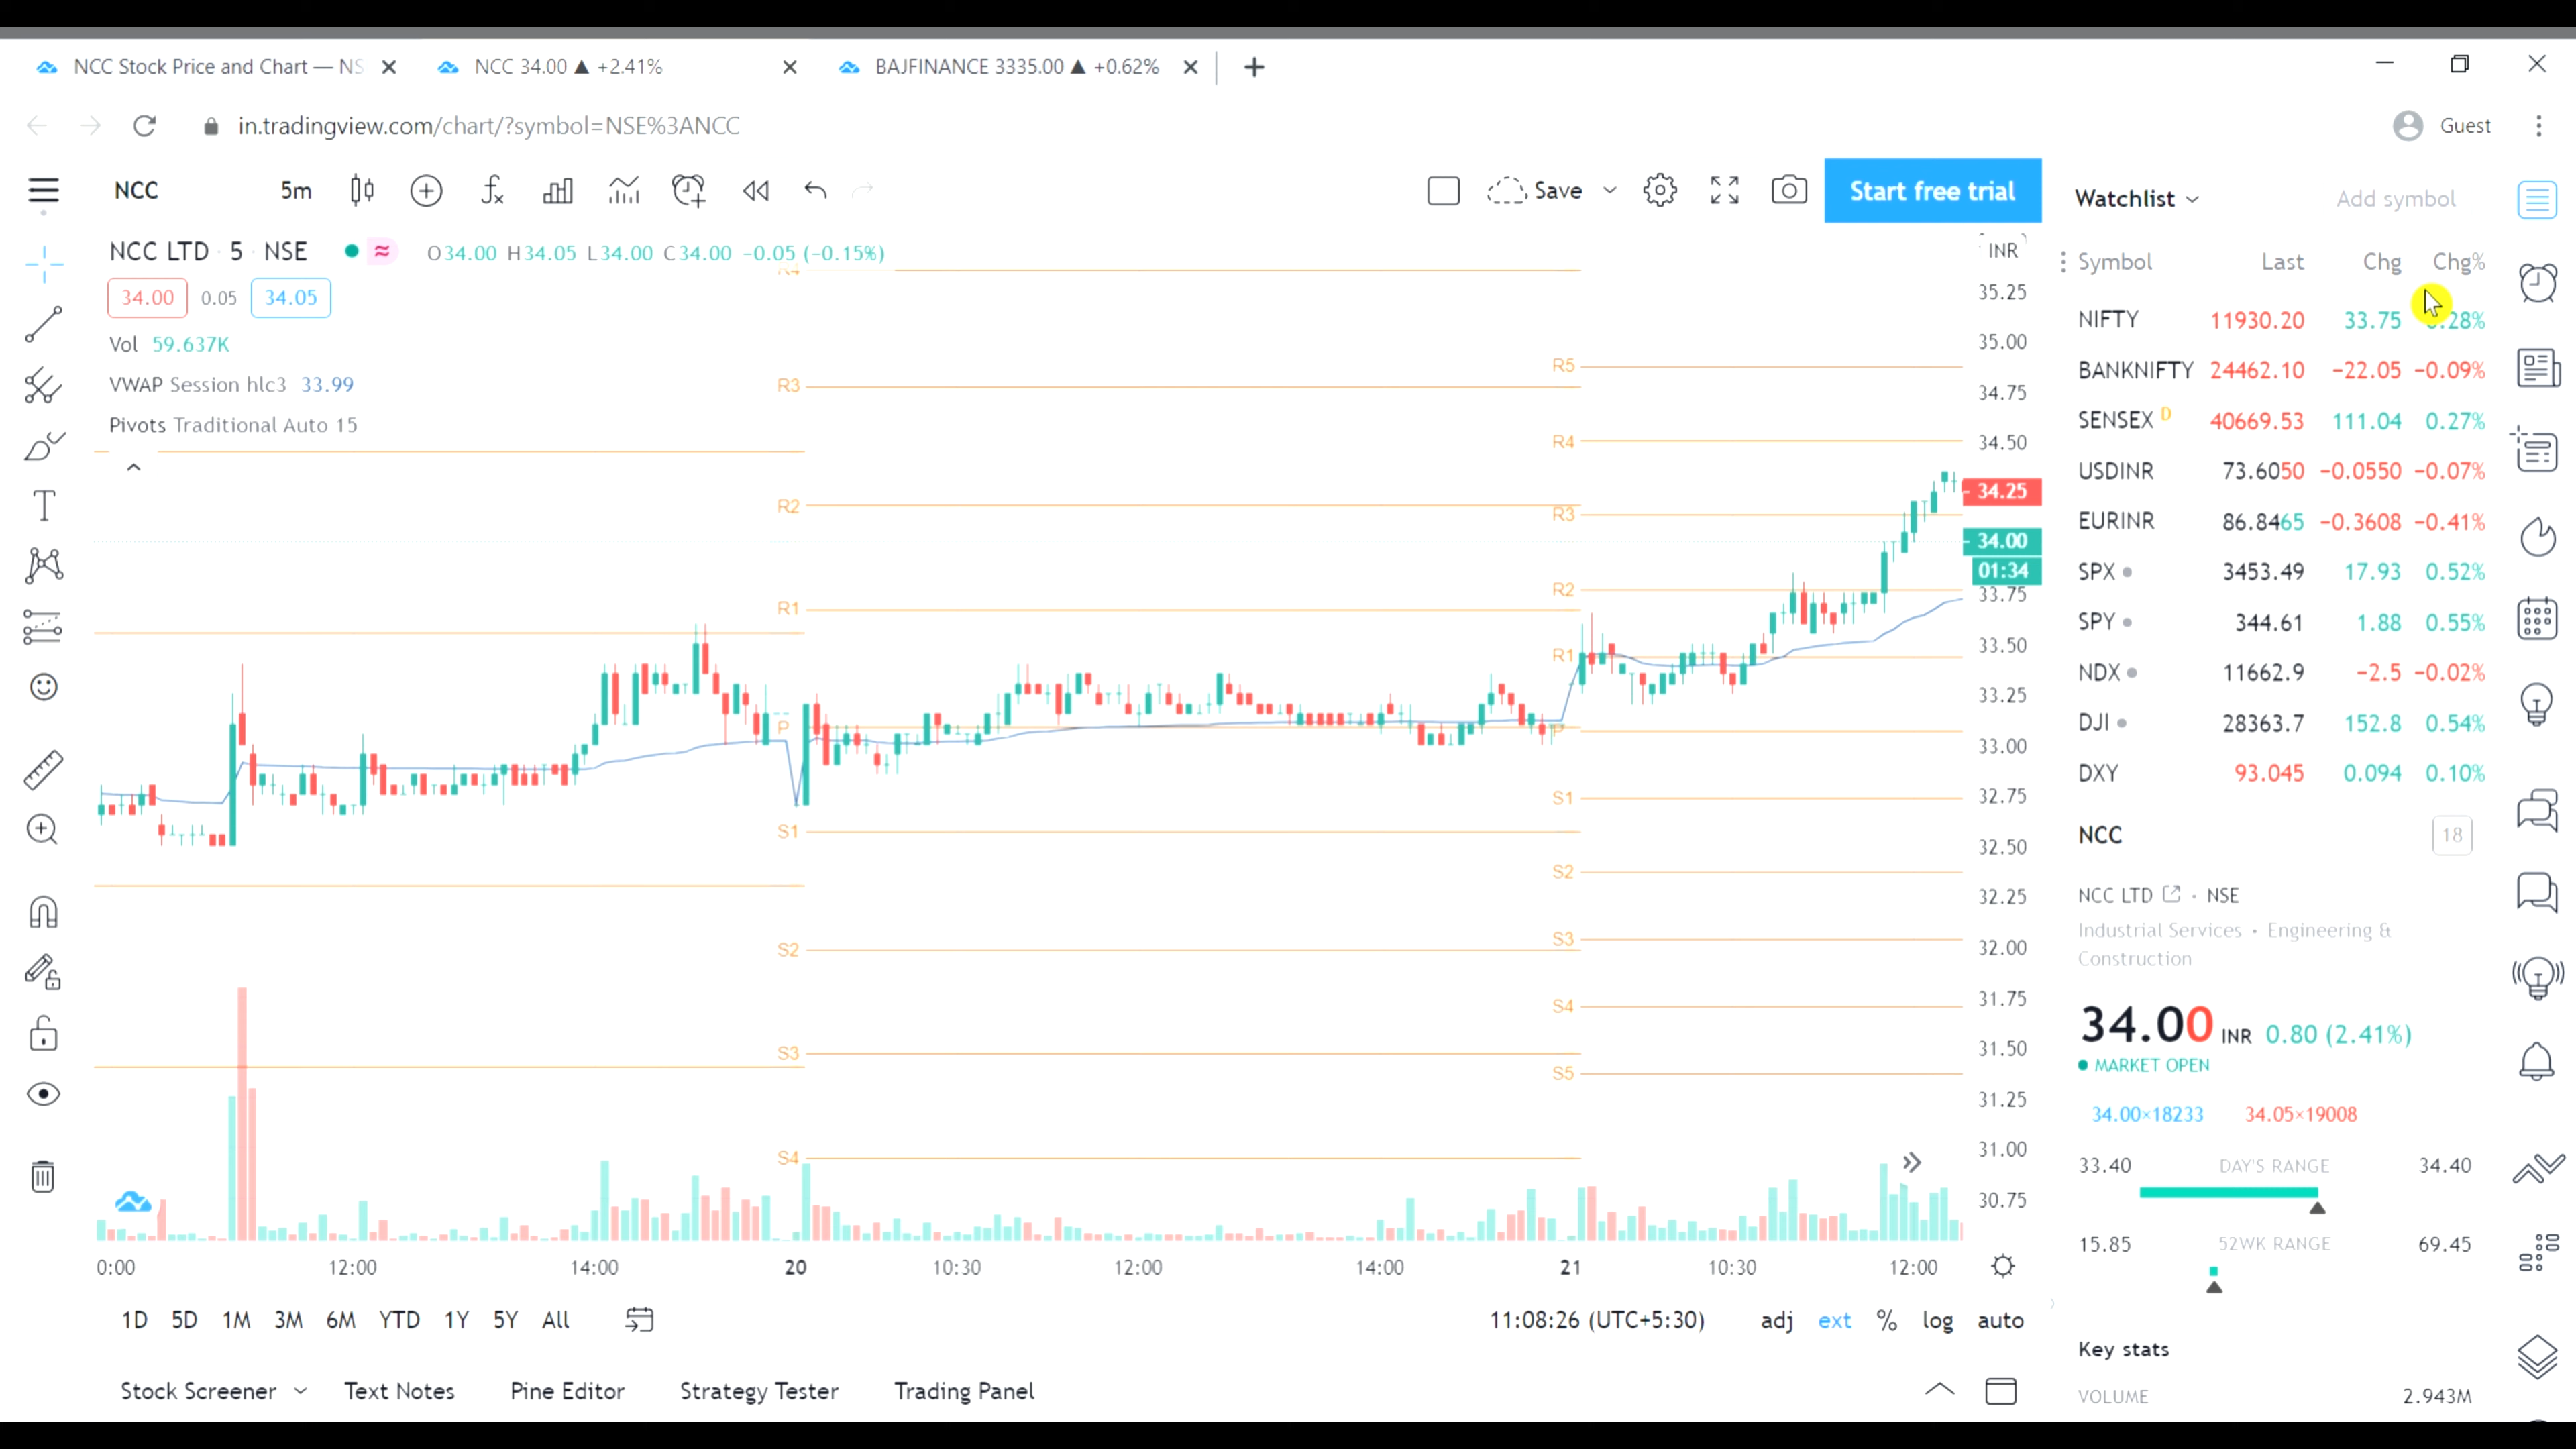 NCC Stock Price and Chart — NS
NCC 34.00 ▲ +2.41%
BAJFINANCE 3335.00 ▲ +0.62%
in.tradingview.com/chart/?symbol=NSE%3ANCC
Guest
NCC
5m
Save
Start free trial
Watchlist
Add symbol
NCC LTD · 5 · NSE
O34.00 H34.05 L34.00 C34.00 −0.05 (−0.15%)
34.00 0.05 34.05
Vol 59.637K
VWAP Session hlc3 33.99
Pivots Traditional Auto 15
R3
R2
R1
P
S1
S2
S3
S4
R5
R4
R3
R2
R1
P
S1
S2
S3
S4
S5
INR
35.25
35.00
34.75
34.50
34.25
34.00
01:34
33.75
33.50
33.25
33.00
32.75
32.50
32.25
32.00
31.75
31.50
31.25
31.00
30.75
0:00 12:00 14:00 20 10:30 12:00 14:00 21 10:30 12:00
1D 5D 1M 3M 6M YTD 1Y 5Y All
11:08:26 (UTC+5:30) adj ext % log auto
Stock Screener Text Notes Pine Editor Strategy Tester Trading Panel
Symbol Last Chg Chg%
NIFTY 11930.20 33.75 .28%
BANKNIFTY 24462.10 −22.05 −0.09%
SENSEX D 40669.53 111.04 0.27%
USDINR 73.6050 −0.0550 −0.07%
EURINR 86.8465 −0.3608 −0.41%
SPX 3453.49 17.93 0.52%
SPY 344.61 1.88 0.55%
NDX 11662.9 −2.5 −0.02%
DJI 28363.7 152.8 0.54%
DXY 93.045 0.094 0.10%
NCC 18
NCC LTD · NSE
Industrial Services • Engineering &
Construction
34.00 INR 0.80 (2.41%)
MARKET OPEN
34.00×18233 34.05×19008
33.40 DAY'S RANGE 34.40
15.85 52WK RANGE 69.45
Key stats
VOLUME 2.943M